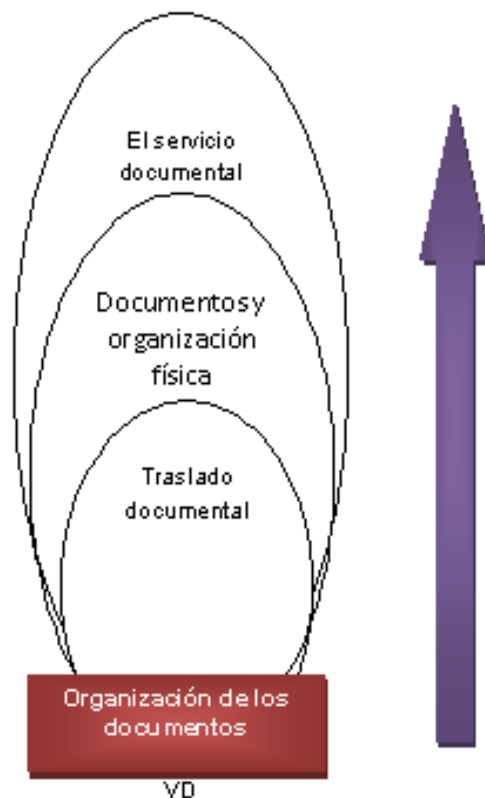 El servicio
documental
Documentos y
organización
física
Traslado
documental
Organización de los
documentos
VD